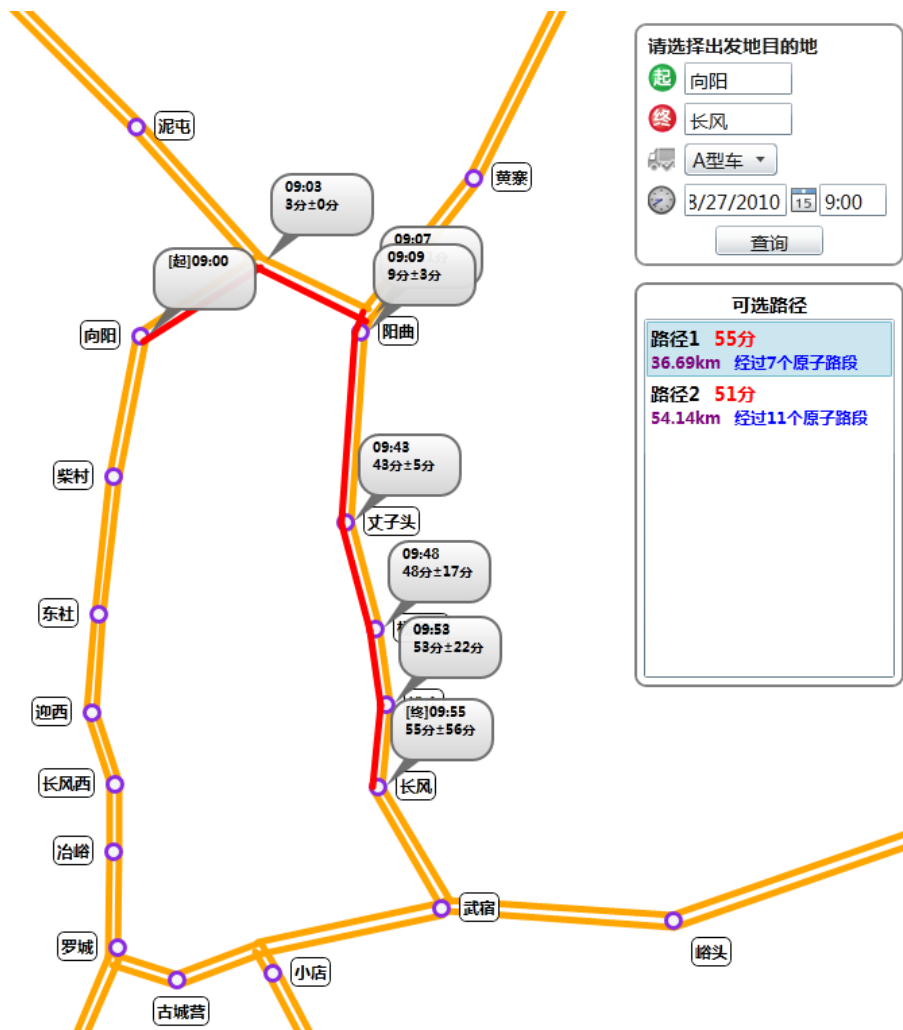 泥屯
09:03
3分±0分
黄寨
[起]09:00
09:07
09:09
9分±3分
向阳
阳曲
09:43
43分±5分
柴村
丈子头
09:48
48分±17分
东社
09:53
53分±22分
迎西
[终]09:55
55分±56分
长风西
长风
冶峪
武宿
罗城
小店
峪头
古城营
请选择出发地目的地
起 向阳
终 长风
A型车
8/27/2010 15 9:00
查询
可选路径
路径1 55分
36.69km 经过7个原子路段
路径2 51分
54.14km 经过11个原子路段